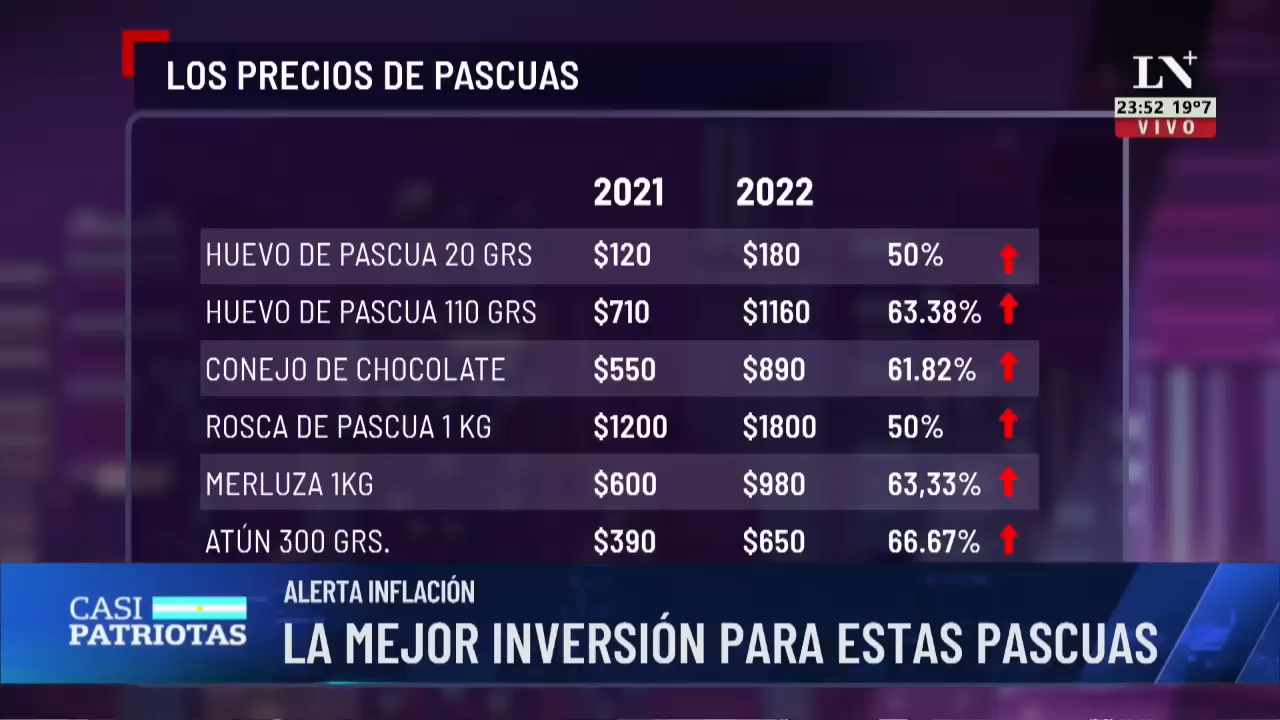 LOS PRECIOS DE PASCUAS
LN+
23:52 19º7
VIVO
2021 2022
HUEVO DE PASCUA 20 GRS $120 $180 50%
HUEVO DE PASCUA 110 GRS $710 $1160 63.38%
CONEJO DE CHOCOLATE $550 $890 61.82%
ROSCA DE PASCUA 1 KG $1200 $1800 50%
MERLUZA 1KG $600 $980 63,33%
ATÚN 300 GRS. $390 $650 66.67%
CASI
PATRIOTAS
ALERTA INFLACIÓN
LA MEJOR INVERSIÓN PARA ESTAS PASCUAS